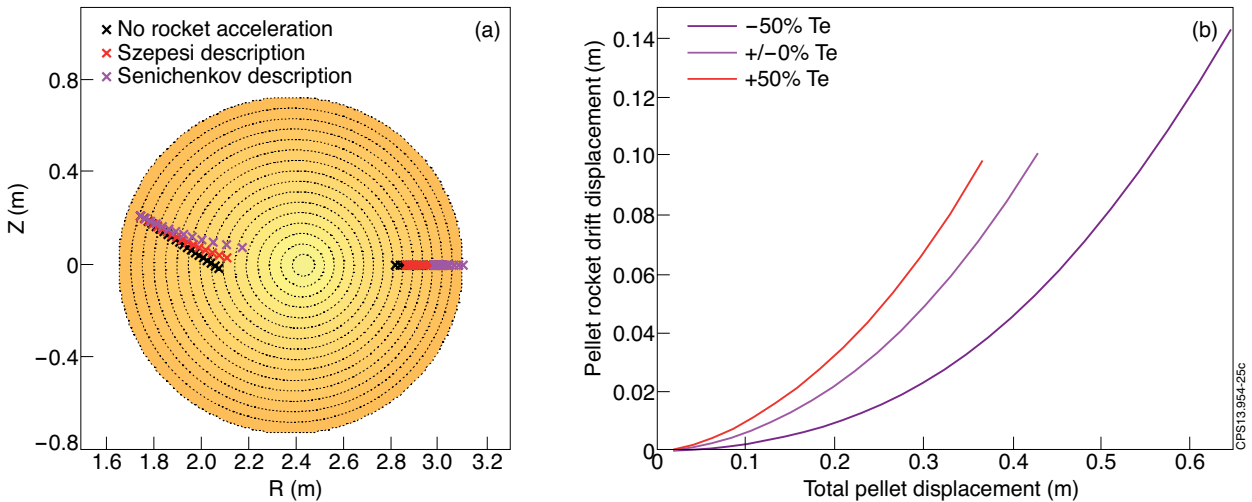 (a)
× No rocket acceleration
× Szepesi description
× Senichenkov description
Z (m)
0.8
0.4
0
−0.4
−0.8
1.6 1.8 2.0 2.2 2.4 2.6 2.8 3.0 3.2
R (m)
(b)
−50% Te
+/−0% Te
+50% Te
Pellet rocket drift displacement (m)
0.14
0.12
0.10
0.08
0.06
0.04
0.02
0
0 0.1 0.2 0.3 0.4 0.5 0.6
Total pellet displacement (m)
CPS13.954-25c